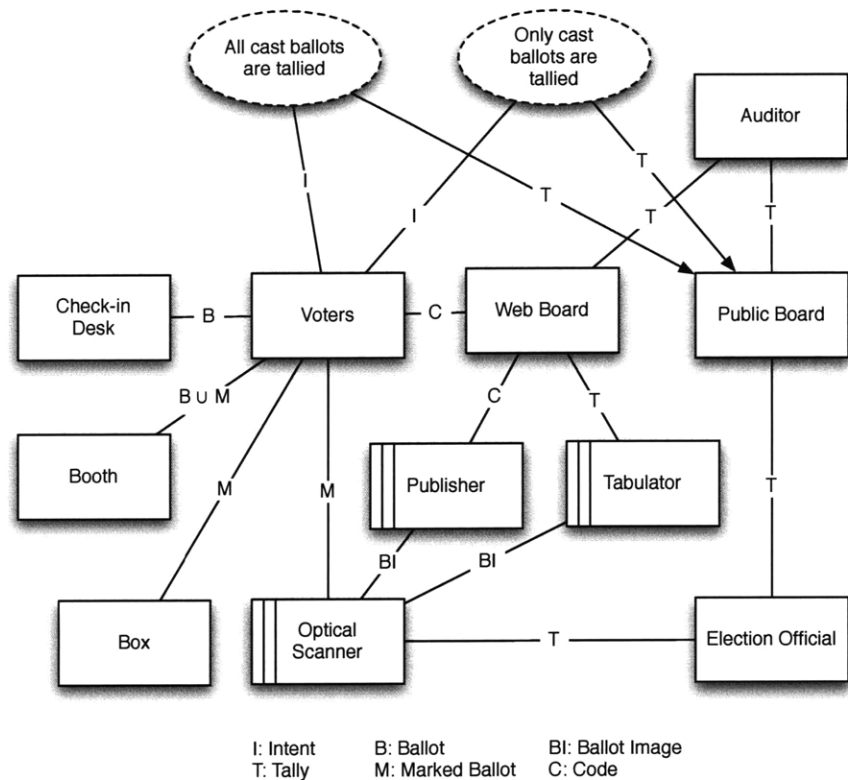 All cast ballots
are tallied
Only cast
ballots are
tallied
Auditor
I
I
T
T
T
T
Check-in
Desk
B
Voters
C
Web Board
Public Board
B ∪ M
C
T
Booth
M
M
Publisher
Tabulator
T
BI
BI
Box
Optical
Scanner
T
Election Official
I: Intent
B: Ballot
BI: Ballot Image
T: Tally
M: Marked Ballot
C: Code